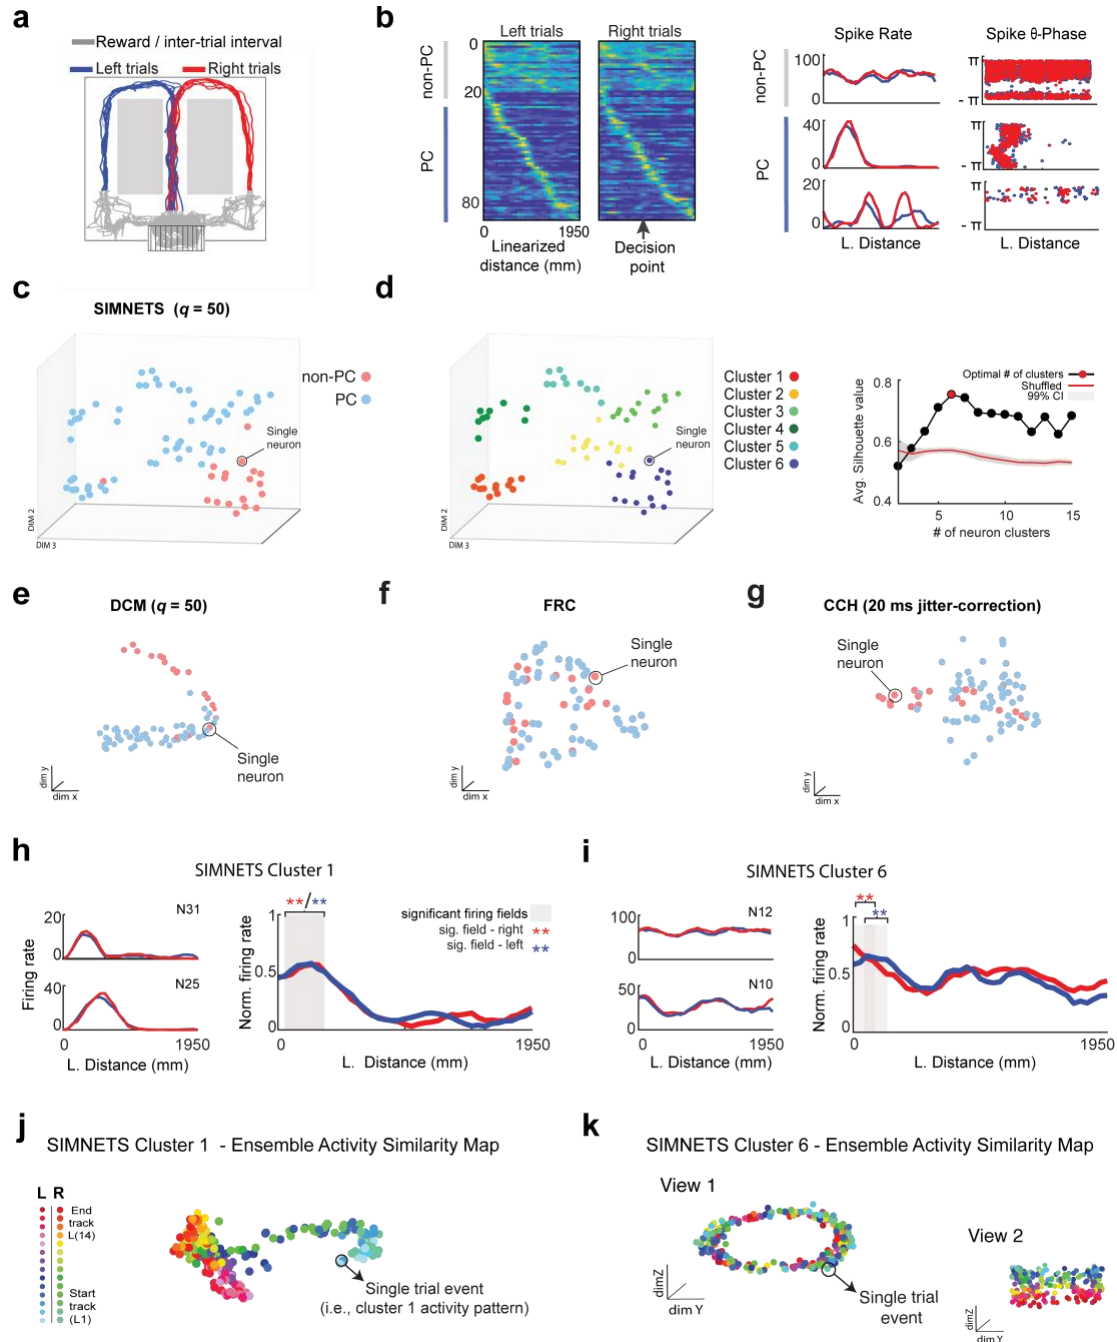 a
Reward / inter-trial interval
Left trials
Right trials
b
Left trials
Right trials
non-PC
PC
0
20
80
0
1950
Linearized
distance (mm)
Decision
point
Spike Rate
Spike θ-Phase
non-PC
PC
100
0
40
0
20
0
π
- π
π
- π
π
- π
L. Distance
c
SIMNETS (q = 50)
non-PC
PC
Single
neuron
DIM 2
DIM 3
d
Cluster 1
Cluster 2
Cluster 3
Cluster 4
Cluster 5
Cluster 6
Single
neuron
DIM 2
DIM 3
Optimal # of clusters
Shuffled
99% CI
Avg. Silhouette value
0.8
0.6
0.4
5
10
15
# of neuron clusters
e
DCM (q = 50)
Single
neuron
dim y
dim x
f
FRC
Single
neuron
dim y
dim x
g
CCH (20 ms jitter-correction)
Single
neuron
dim y
dim x
h
SIMNETS Cluster 1
Firing rate
20
0
N31
40
0
N25
0
1950
L. Distance (mm)
Norm. firing rate
1
0.5
0
**/**
significant firing fields
sig. field - right **
sig. field - left **
0
1950
L. Distance (mm)
i
SIMNETS Cluster 6
100
0
N12
50
0
N10
0
1950
L. Distance (mm)
Norm. firing rate
1
0.5
0
**
**
0
1950
L. Distance (mm)
j
SIMNETS Cluster 1 - Ensemble Activity Similarity Map
L R
End
track
L(14)
Start
track
(L1)
Single trial event
(i.e., cluster 1 activity pattern)
k
SIMNETS Cluster 6 - Ensemble Activity Similarity Map
View 1
dimZ
dim Y
Single trial
event
View 2
dimZ
dim Y